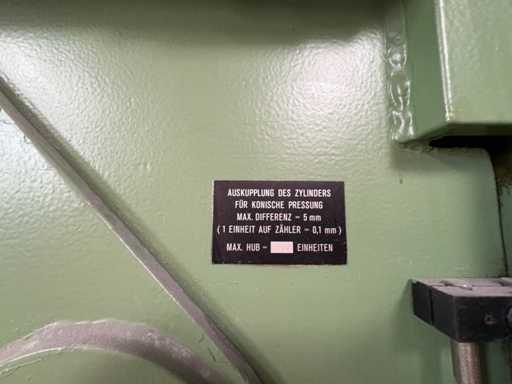 AUSKUPPLUNG DES ZYLINDERS
FÜR KONISCHE PRESSUNG
MAX. DIFFERENZ – 5 mm
( 1 EINHEIT AUF ZÄHLER – 0,1 mm )
MAX. HUB – EINHEITEN